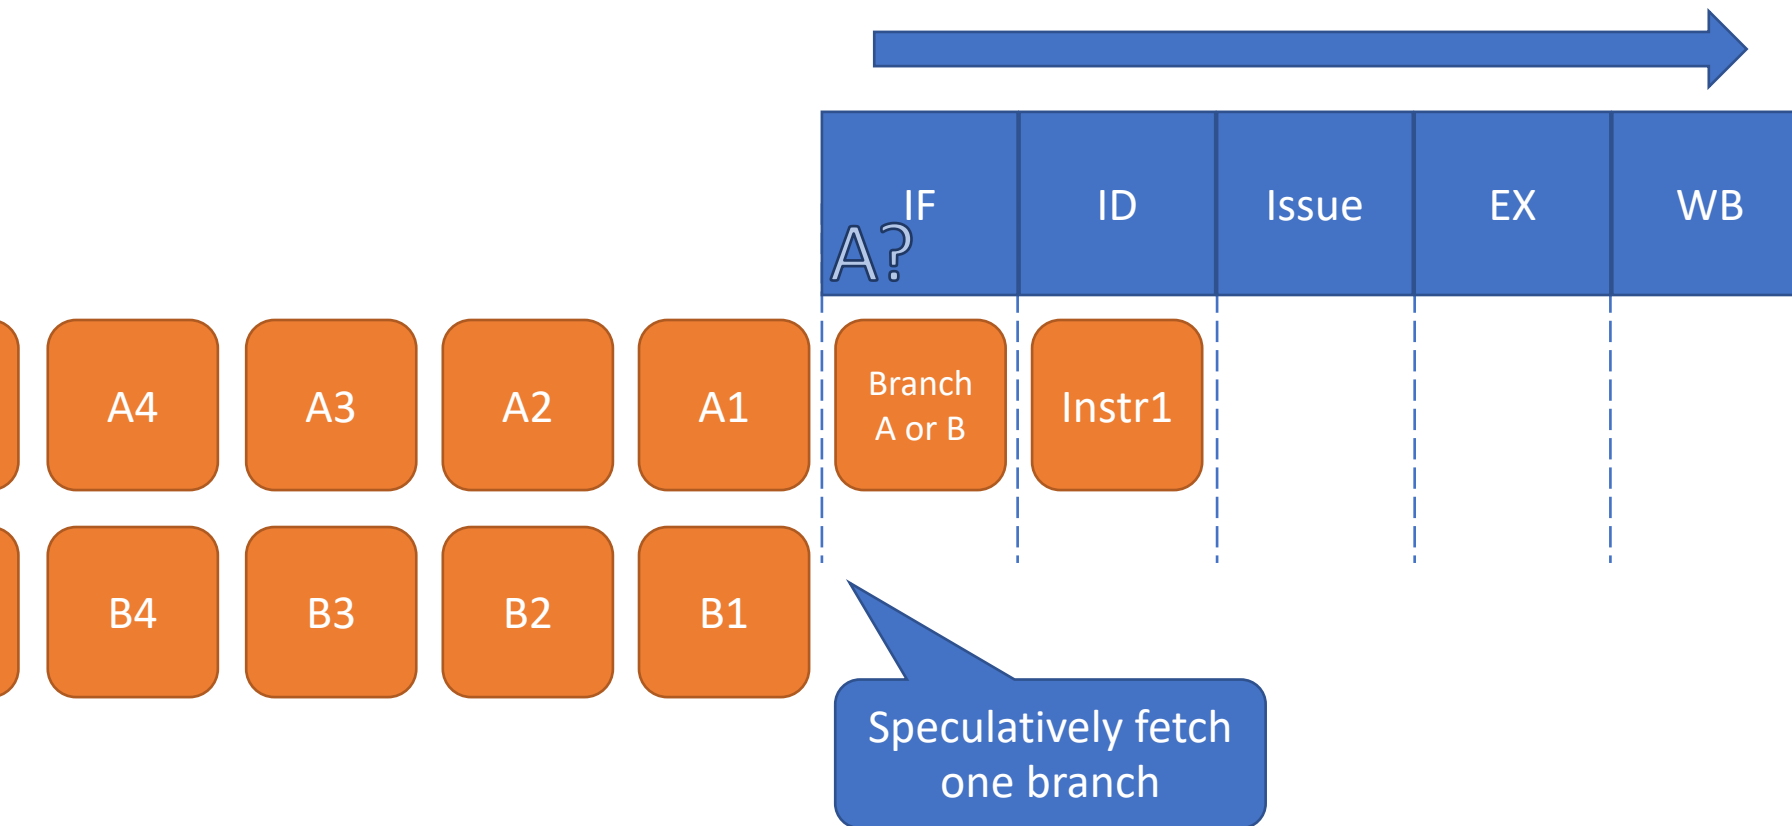 IF
ID
Issue
EX
WB
A?
A4
A3
A2
A1
Branch
A or B
Instr1
B4
B3
B2
B1
Speculatively fetch
one branch